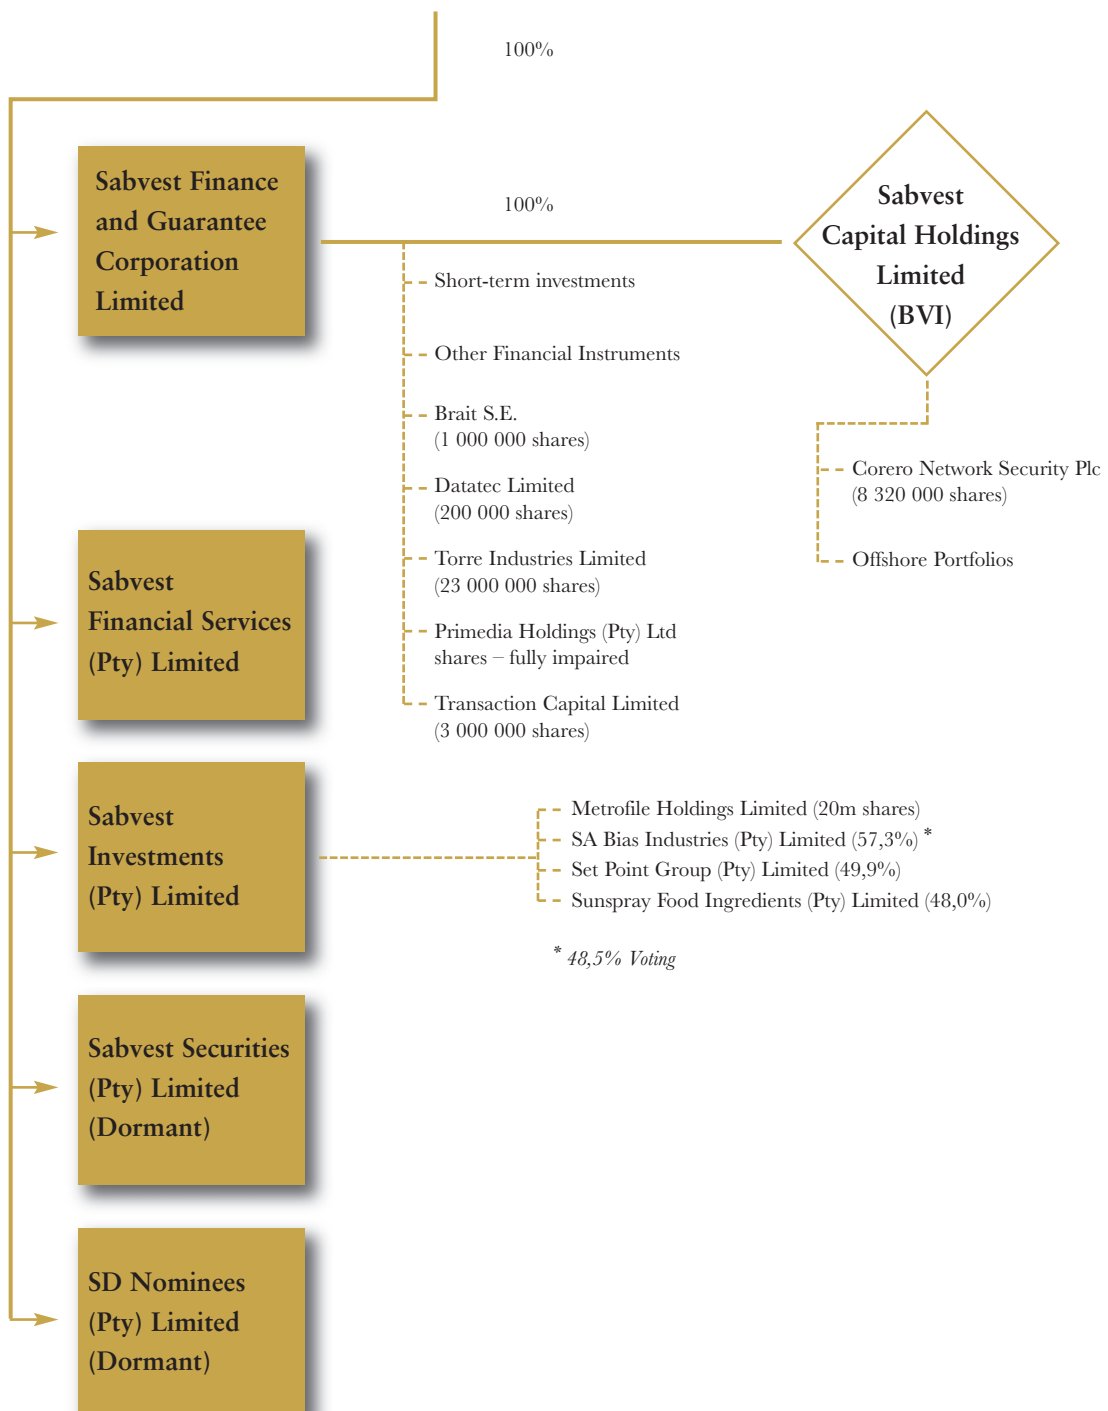 100%
Sabvest Finance
and Guarantee
Corporation
Limited
100%
Sabvest
Capital Holdings
Limited
(BVI)
Short-term investments
Other Financial Instruments
Brait S.E.
(1 000 000 shares)
Datatec Limited
(200 000 shares)
Torre Industries Limited
(23 000 000 shares)
Primedia Holdings (Pty) Ltd
shares – fully impaired
Transaction Capital Limited
(3 000 000 shares)
Corero Network Security Plc
(8 320 000 shares)
Offshore Portfolios
Sabvest
Financial Services
(Pty) Limited
Sabvest
Investments
(Pty) Limited
Metrofile Holdings Limited (20m shares)
SA Bias Industries (Pty) Limited (57,3%) *
Set Point Group (Pty) Limited (49,9%)
Sunspray Food Ingredients (Pty) Limited (48,0%)
* 48,5% Voting
Sabvest Securities
(Pty) Limited
(Dormant)
SD Nominees
(Pty) Limited
(Dormant)